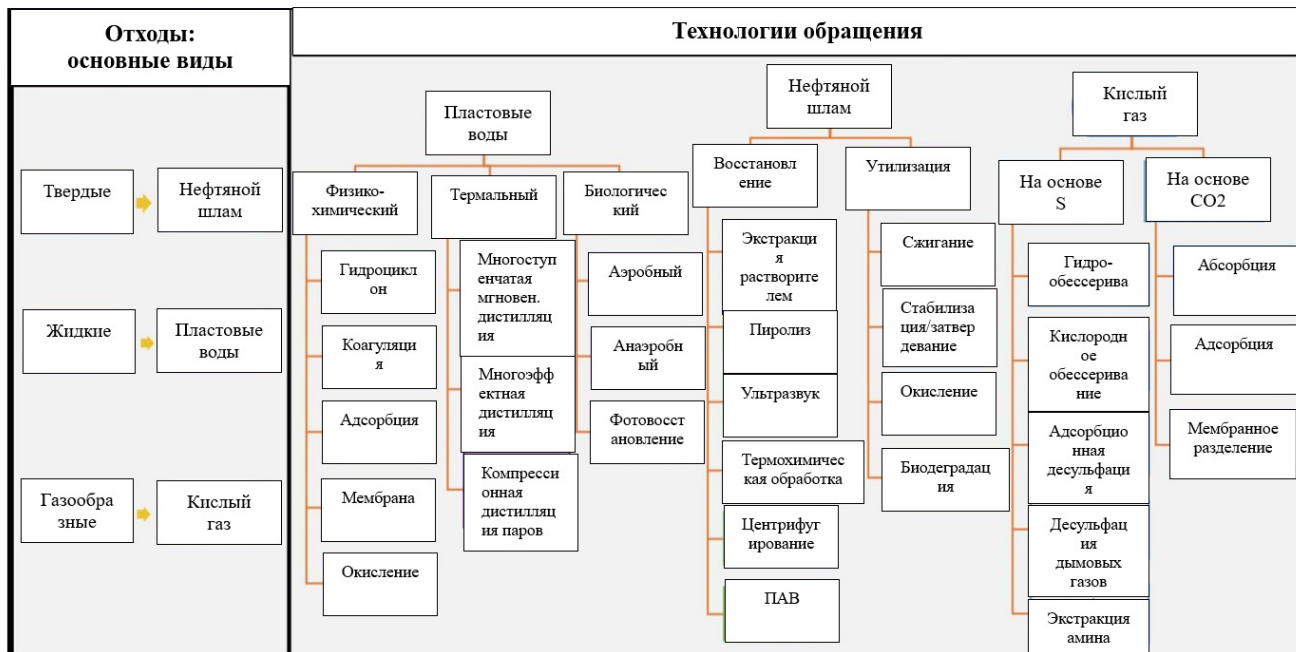 Отходы:
основные виды
Твердые
Нефтяной
шлам
Жидкие
Пластовые
воды
Газообра
зные
Кислый
газ
Технологии обращения
Пластовые
воды
Физико-
химический
Гидроцикл
он
Коагуляци
я
Адсорбция
Мембрана
Окисление
Термальный
Многоступ
енчатая
мгновен.
дистилляц
ия
Многоэфф
ектная
дистилляц
ия
Компресси
онная
дистилляц
ия паров
Биологичес
кий
Аэробный
Анаэробн
ый
Фотовосст
ановление
Нефтяной
шлам
Восстановл
ение
Экстракци
я
растворите
лем
Пиролиз
Ультразвук
Термохимичес
кая обработка
Центрифуг
ирование
ПАВ
Утилизация
Сжигание
Стабилиза
ция/затвер
девание
Окисление
Биодеградац
ия
Кислый
газ
На основе
S
Гидро-
обессерива
Кислородн
ое
обессерива
ние
Адсорбцио
нная
десульфаци
я
Десульфац
ия
дымовых
газов
Экстракция
амина
На основе
CO2
Абсорбция
Адсорбция
Мембранное
разделение